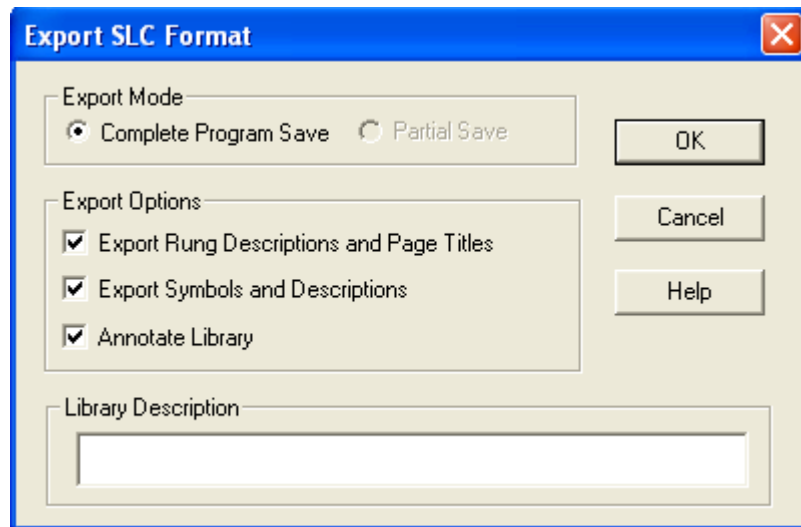 Export SLC Format
Export Mode
Complete Program Save
Partial Save
OK
Export Options
Cancel
Export Rung Descriptions and Page Titles
Export Symbols and Descriptions
Help
Annotate Library
Library Description